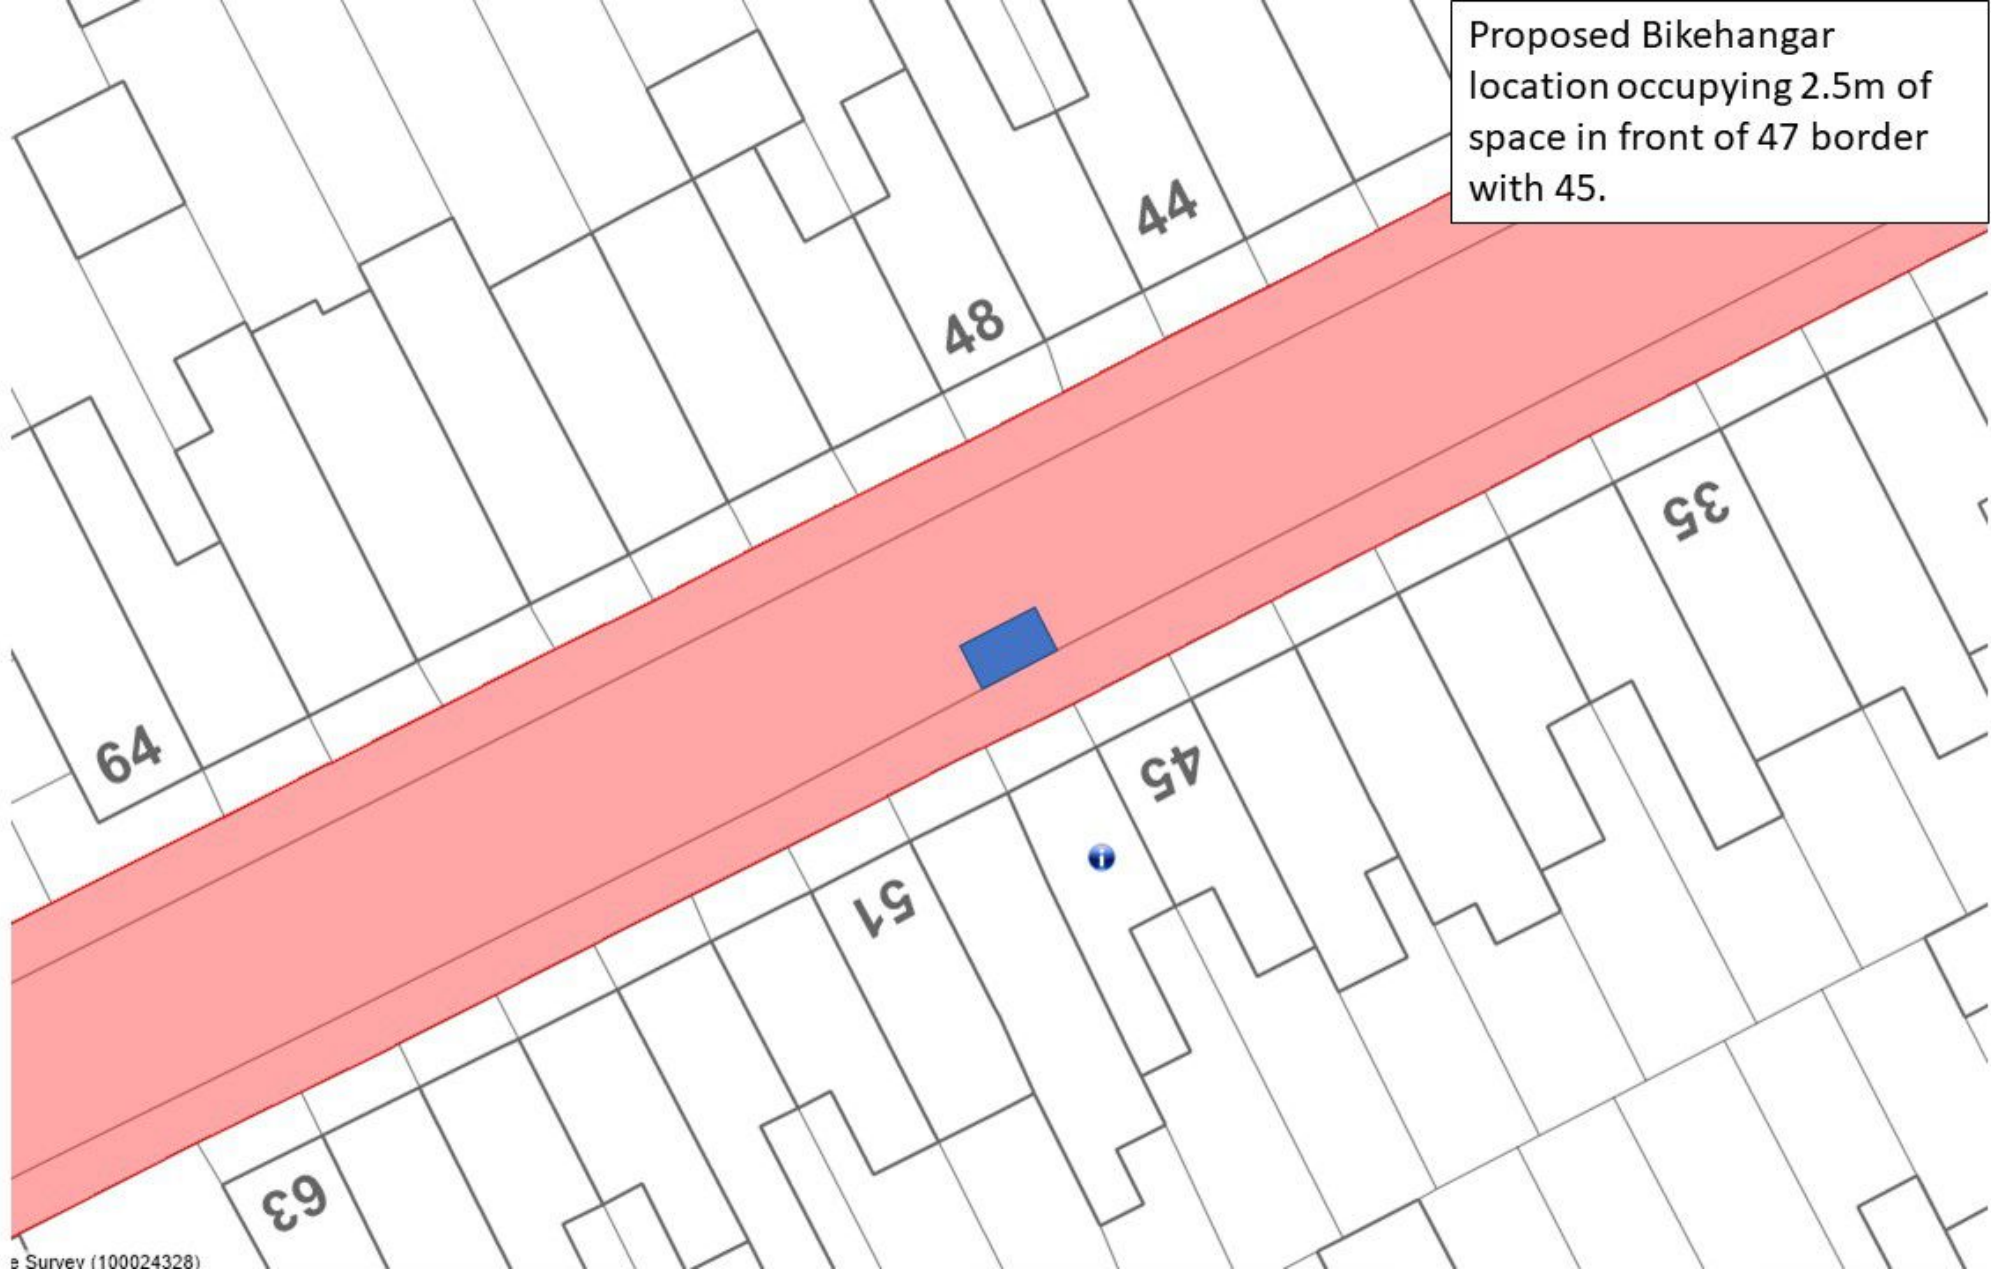 Proposed Bikehangar
location occupying 2.5m of
space in front of 47 border
with 45.
44
48
35
64
45
51
63
e Survey (100024328)